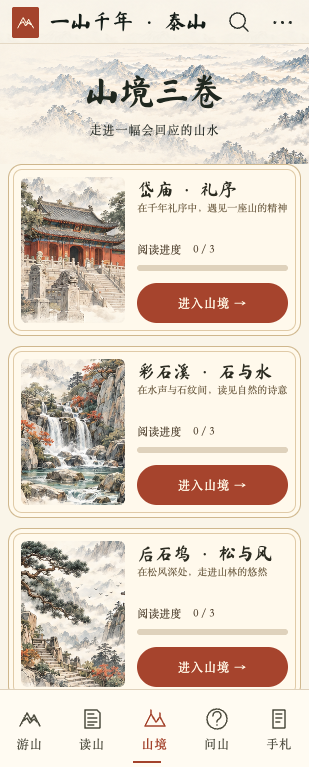 一山千年 · 泰山
山境三卷
走进一幅会回应的山水
岱庙 · 礼序
在千年礼序中，遇见一座山的精神
阅读进度 0 / 3
进入山境 →
彩石溪 · 石与水
在水声与石纹间，读见自然的诗意
阅读进度 0 / 3
进入山境 →
后石坞 · 松与风
在松风深处，走进山林的悠然
阅读进度 0 / 3
进入山境 →
游山 读山 山境 问山 手札